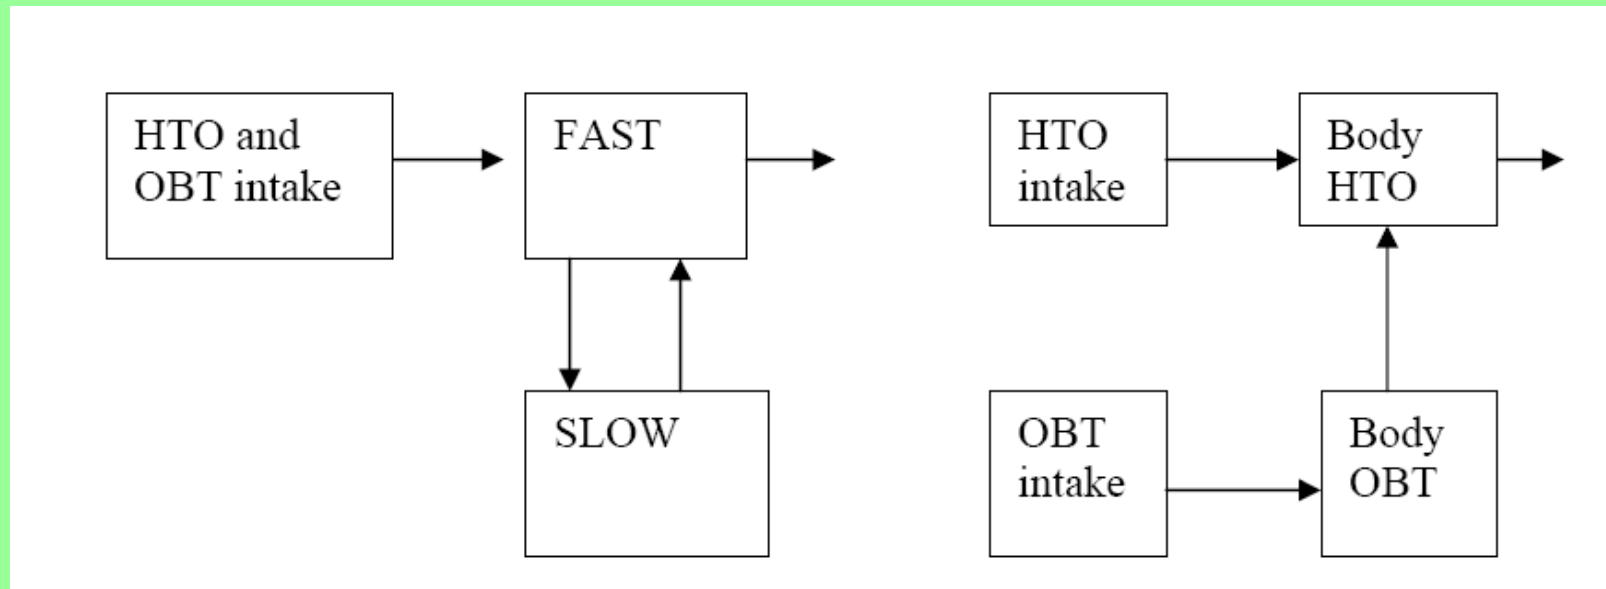 HTO and
OBT intake
FAST
SLOW
HTO
intake
Body
HTO
OBT
intake
Body
OBT